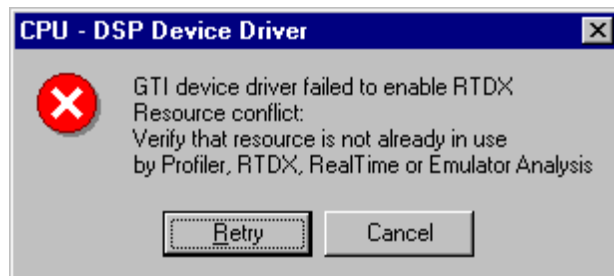 CPU - DSP Device Driver
GTI device driver failed to enable RTDX
Resource conflict:
Verify that resource is not already in use
by Profiler, RTDX, RealTime or Emulator Analysis
Retry Cancel